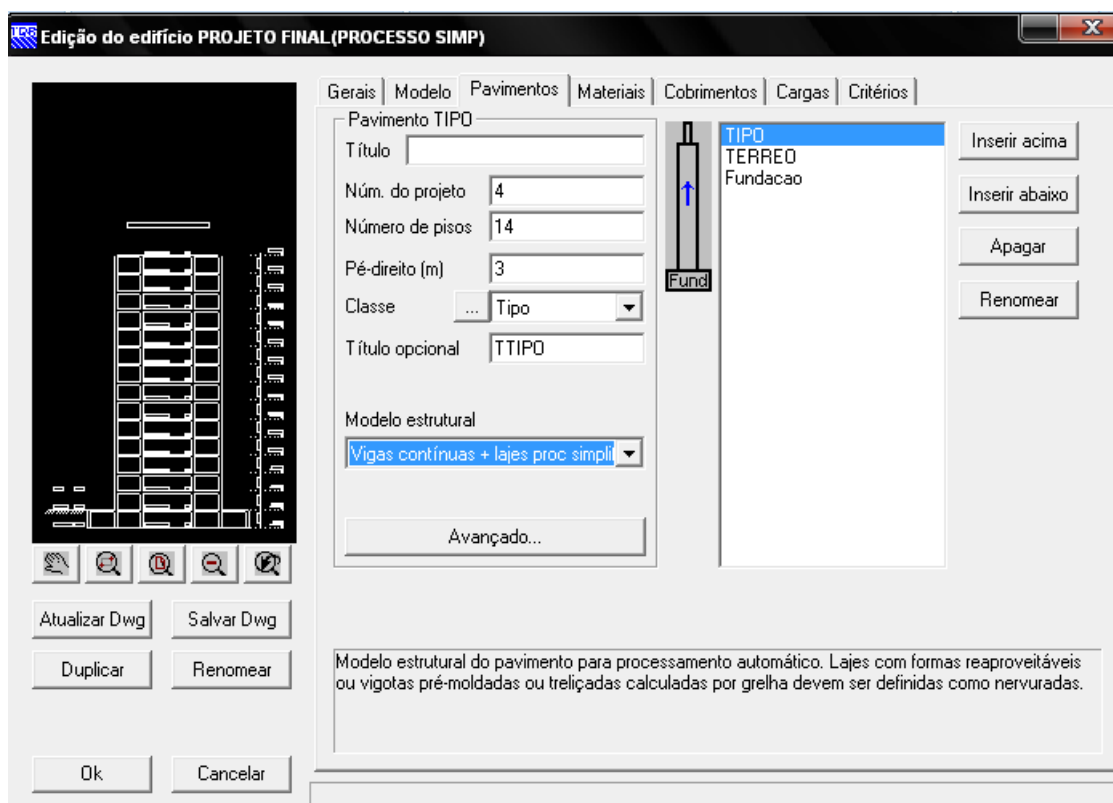 TQS Edição do edifício PROJETO FINAL(PROCESSO SIMP)
Gerais Modelo Pavimentos Materiais Cobrimentos Cargas Critérios
Pavimento TIPO
Título
Núm. do projeto 4
Número de pisos 14
Pé-direito (m) 3
Classe ... Tipo
Título opcional TTIPO
Modelo estrutural
Vigas contínuas + lajes proc simpli
Avançado...
Fund
TIPO
TERREO
Fundacao
Inserir acima
Inserir abaixo
Apagar
Renomear
Atualizar Dwg Salvar Dwg
Duplicar Renomear
Modelo estrutural do pavimento para processamento automático. Lajes com formas reaproveitáveis
ou vigotas pré-moldadas ou treliçadas calculadas por grelha devem ser definidas como nervuradas.
Ok Cancelar